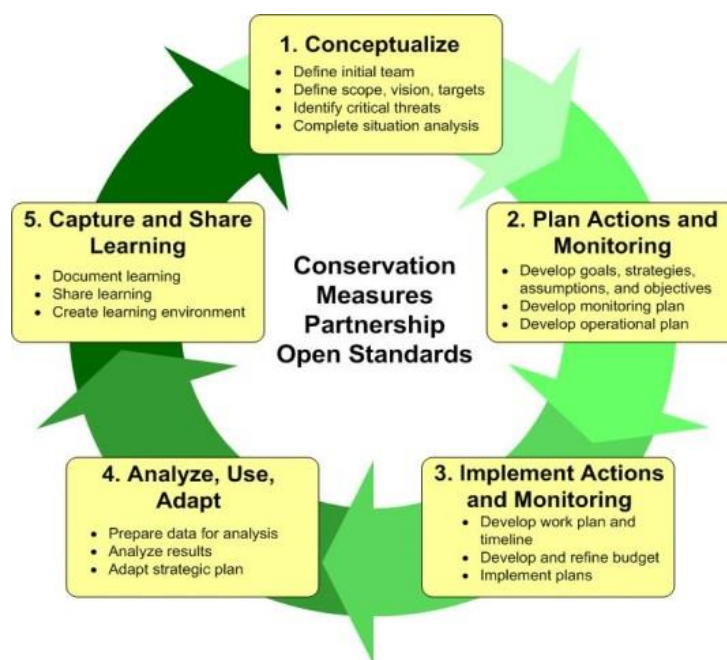 1. Conceptualize
• Define initial team
• Define scope, vision, targets
• Identify critical threats
• Complete situation analysis
2. Plan Actions and
Monitoring
• Develop goals, strategies,
assumptions, and objectives
• Develop monitoring plan
• Develop operational plan
3. Implement Actions
and Monitoring
• Develop work plan and
timeline
• Develop and refine budget
• Implement plans
4. Analyze, Use,
Adapt
• Prepare data for analysis
• Analyze results
• Adapt strategic plan
5. Capture and Share
Learning
• Document learning
• Share learning
• Create learning environment
Conservation
Measures
Partnership
Open Standards